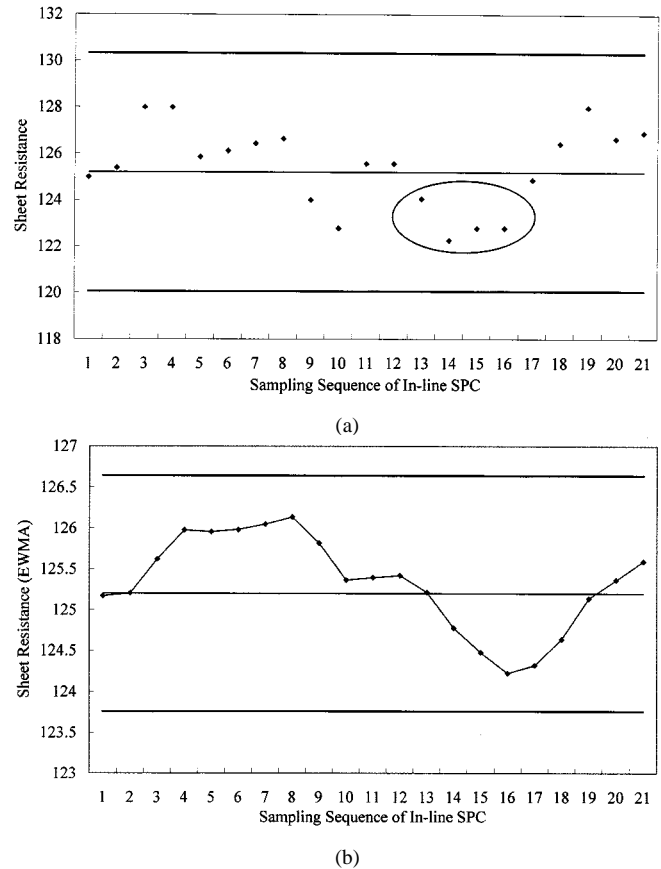 132
130
128
126
124
122
120
118
Sheet Resistance
1 2 3 4 5 6 7 8 9 10 11 12 13 14 15 16 17 18 19 20 21
Sampling Sequence of In-line SPC
(a)
127
126.5
126
125.5
125
124.5
124
123.5
123
Sheet Resistance (EWMA)
1 2 3 4 5 6 7 8 9 10 11 12 13 14 15 16 17 18 19 20 21
Sampling Sequence of In-line SPC
(b)